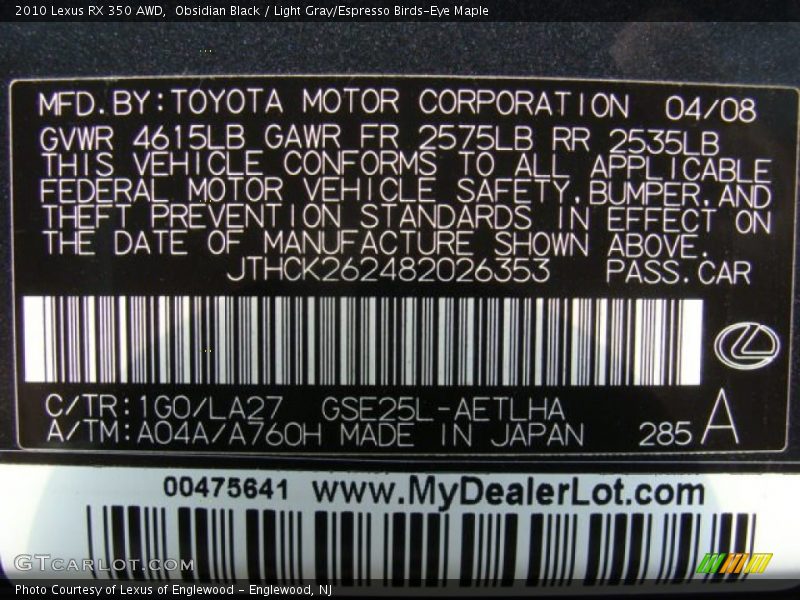 2010 Lexus RX 350 AWD, Obsidian Black / Light Gray/Espresso Birds-Eye Maple
MFD.BY:TOYOTA MOTOR CORPORATION 04/08
GVWR 4615LB GAWR FR 2575LB RR 2535LB
THIS VEHICLE CONFORMS TO ALL APPLICABLE
FEDERAL MOTOR VEHICLE SAFETY,BUMPER,AND
THEFT PREVENTION STANDARDS IN EFFECT ON
THE DATE OF MANUFACTURE SHOWN ABOVE.
JTHCK262482026353 PASS.CAR
C/TR:1G0/LA27 GSE25L-AETLHA
A/TM:A04A/A760H MADE IN JAPAN 285 A
00475641 www.MyDealerLot.com
GTCarLot.com
Photo Courtesy of Lexus of Englewood - Englewood, NJ